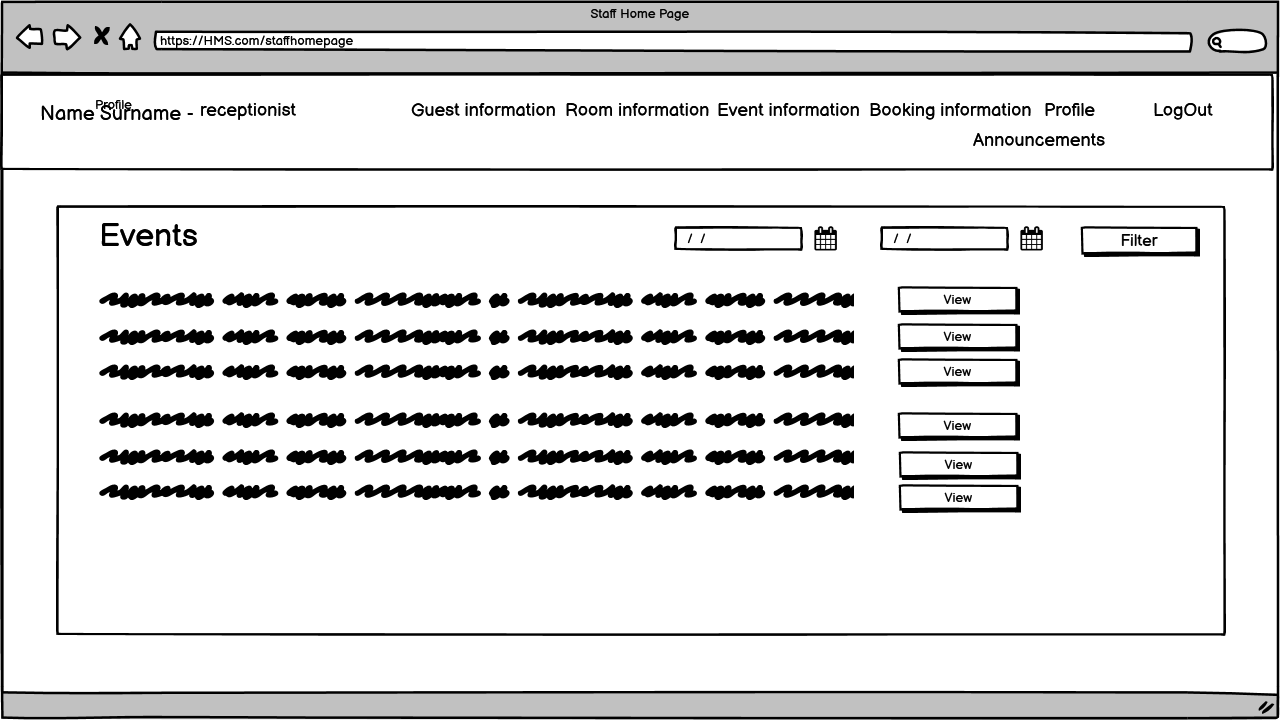 Staff Home Page
https://HMS.com/staffhomepage
Profile
Name Surname - receptionist
Guest information Room information Event information Booking information Profile LogOut
Announcements
Events / / / / Filter
View
View
View
View
View
View